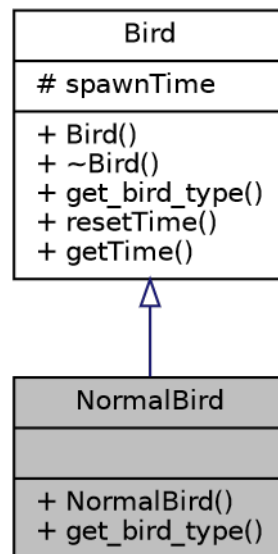 Bird
# spawnTime
+ Bird()
+ ~Bird()
+ get_bird_type()
+ resetTime()
+ getTime()
NormalBird
+ NormalBird()
+ get_bird_type()